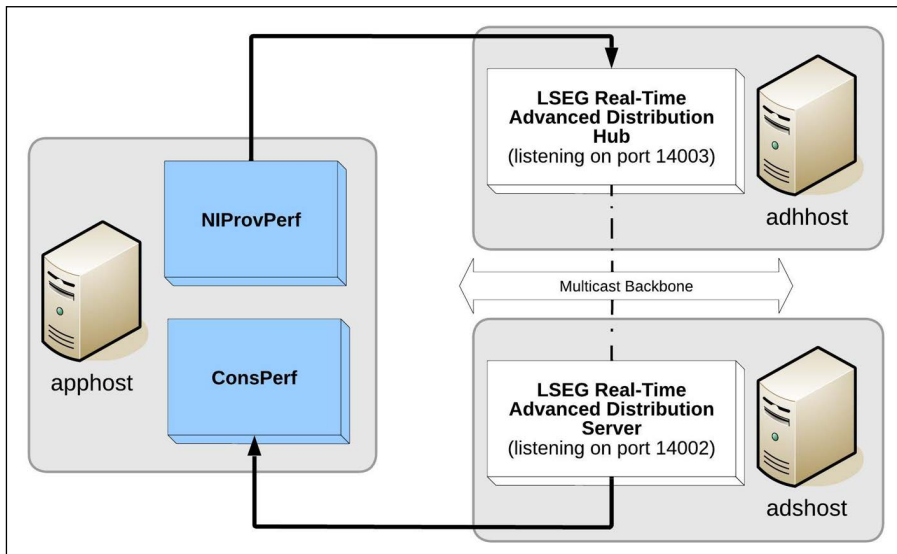 LSEG Real-Time
Advanced Distribution
Hub
(listening on port 14003)
adhhost
NIProvPerf
apphost
Multicast Backbone
ConsPerf
LSEG Real-Time
Advanced Distribution
Server
(listening on port 14002)
adshost